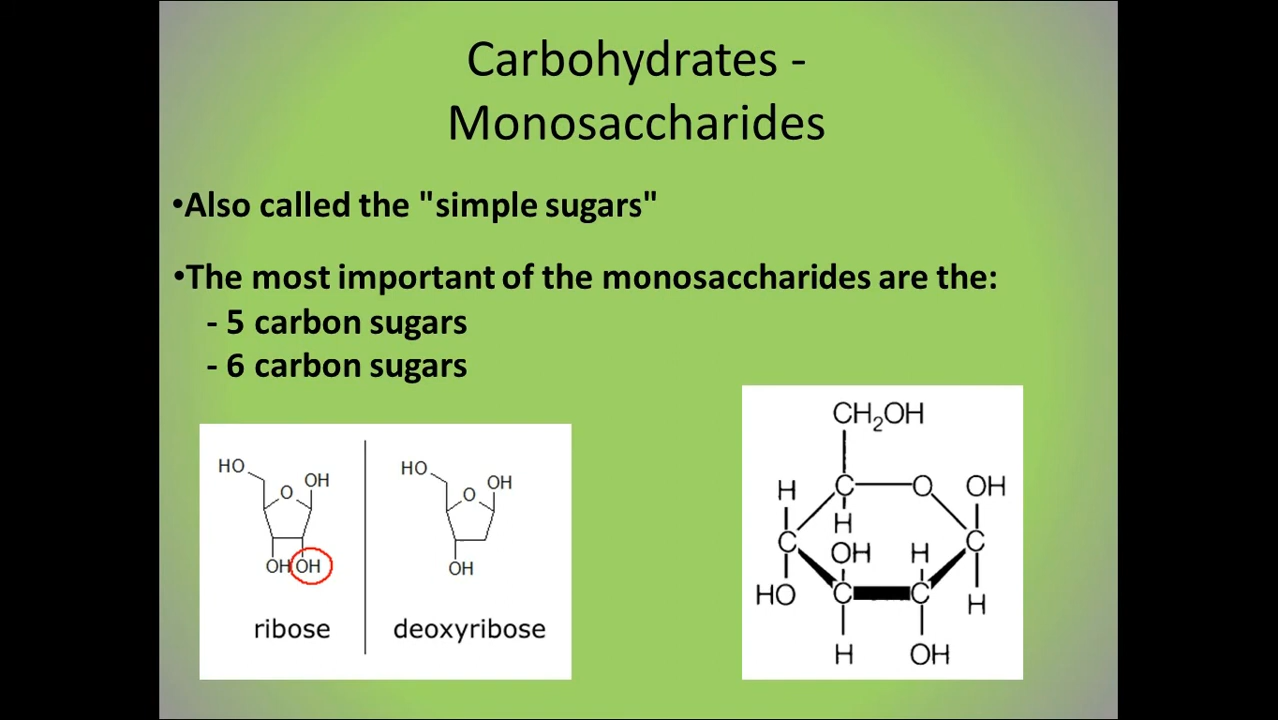 Carbohydrates -
Monosaccharides
•Also called the "simple sugars"
•The most important of the monosaccharides are the:
- 5 carbon sugars
- 6 carbon sugars
HO
OH
O
OH
OH
ribose
HO
OH
O
OH
deoxyribose
CH₂OH
H
C
O
OH
H
C
OH
H
C
HO
C
C
H
H
OH